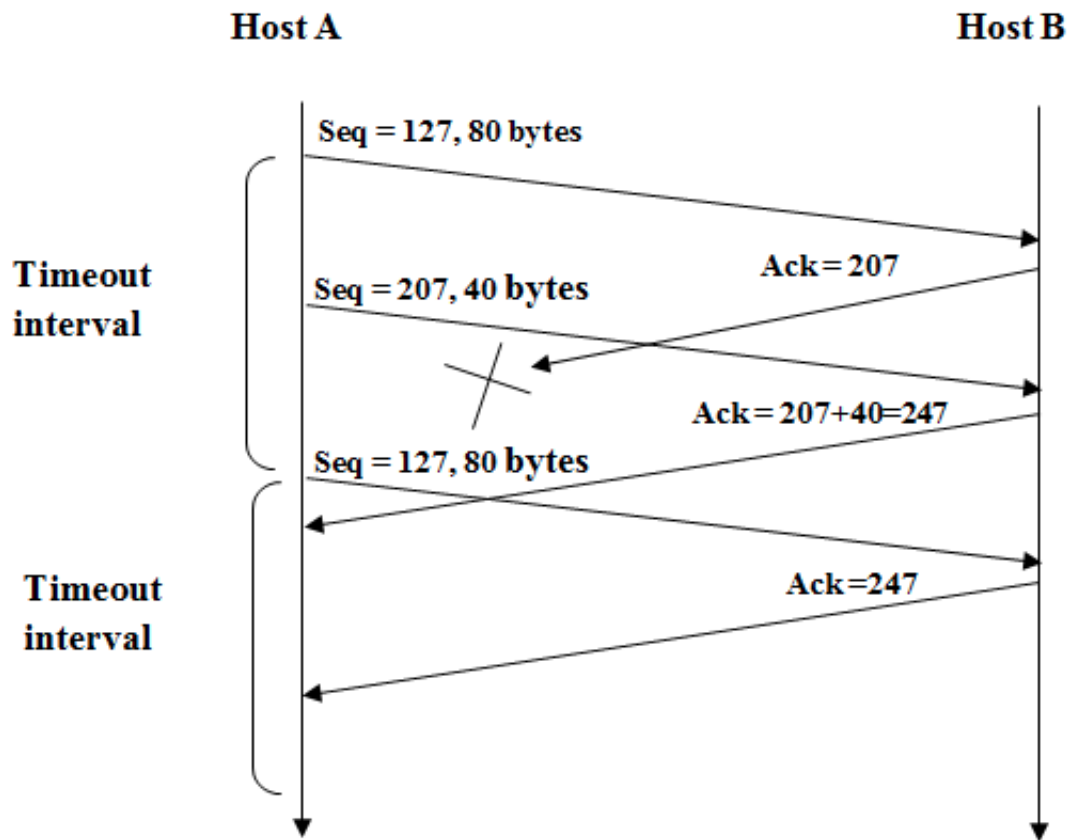 Host A
Host B
Seq = 127, 80 bytes
Ack = 207
Timeout
interval
Seq = 207, 40 bytes
Ack = 207+40=247
Seq = 127, 80 bytes
Timeout
interval
Ack =247